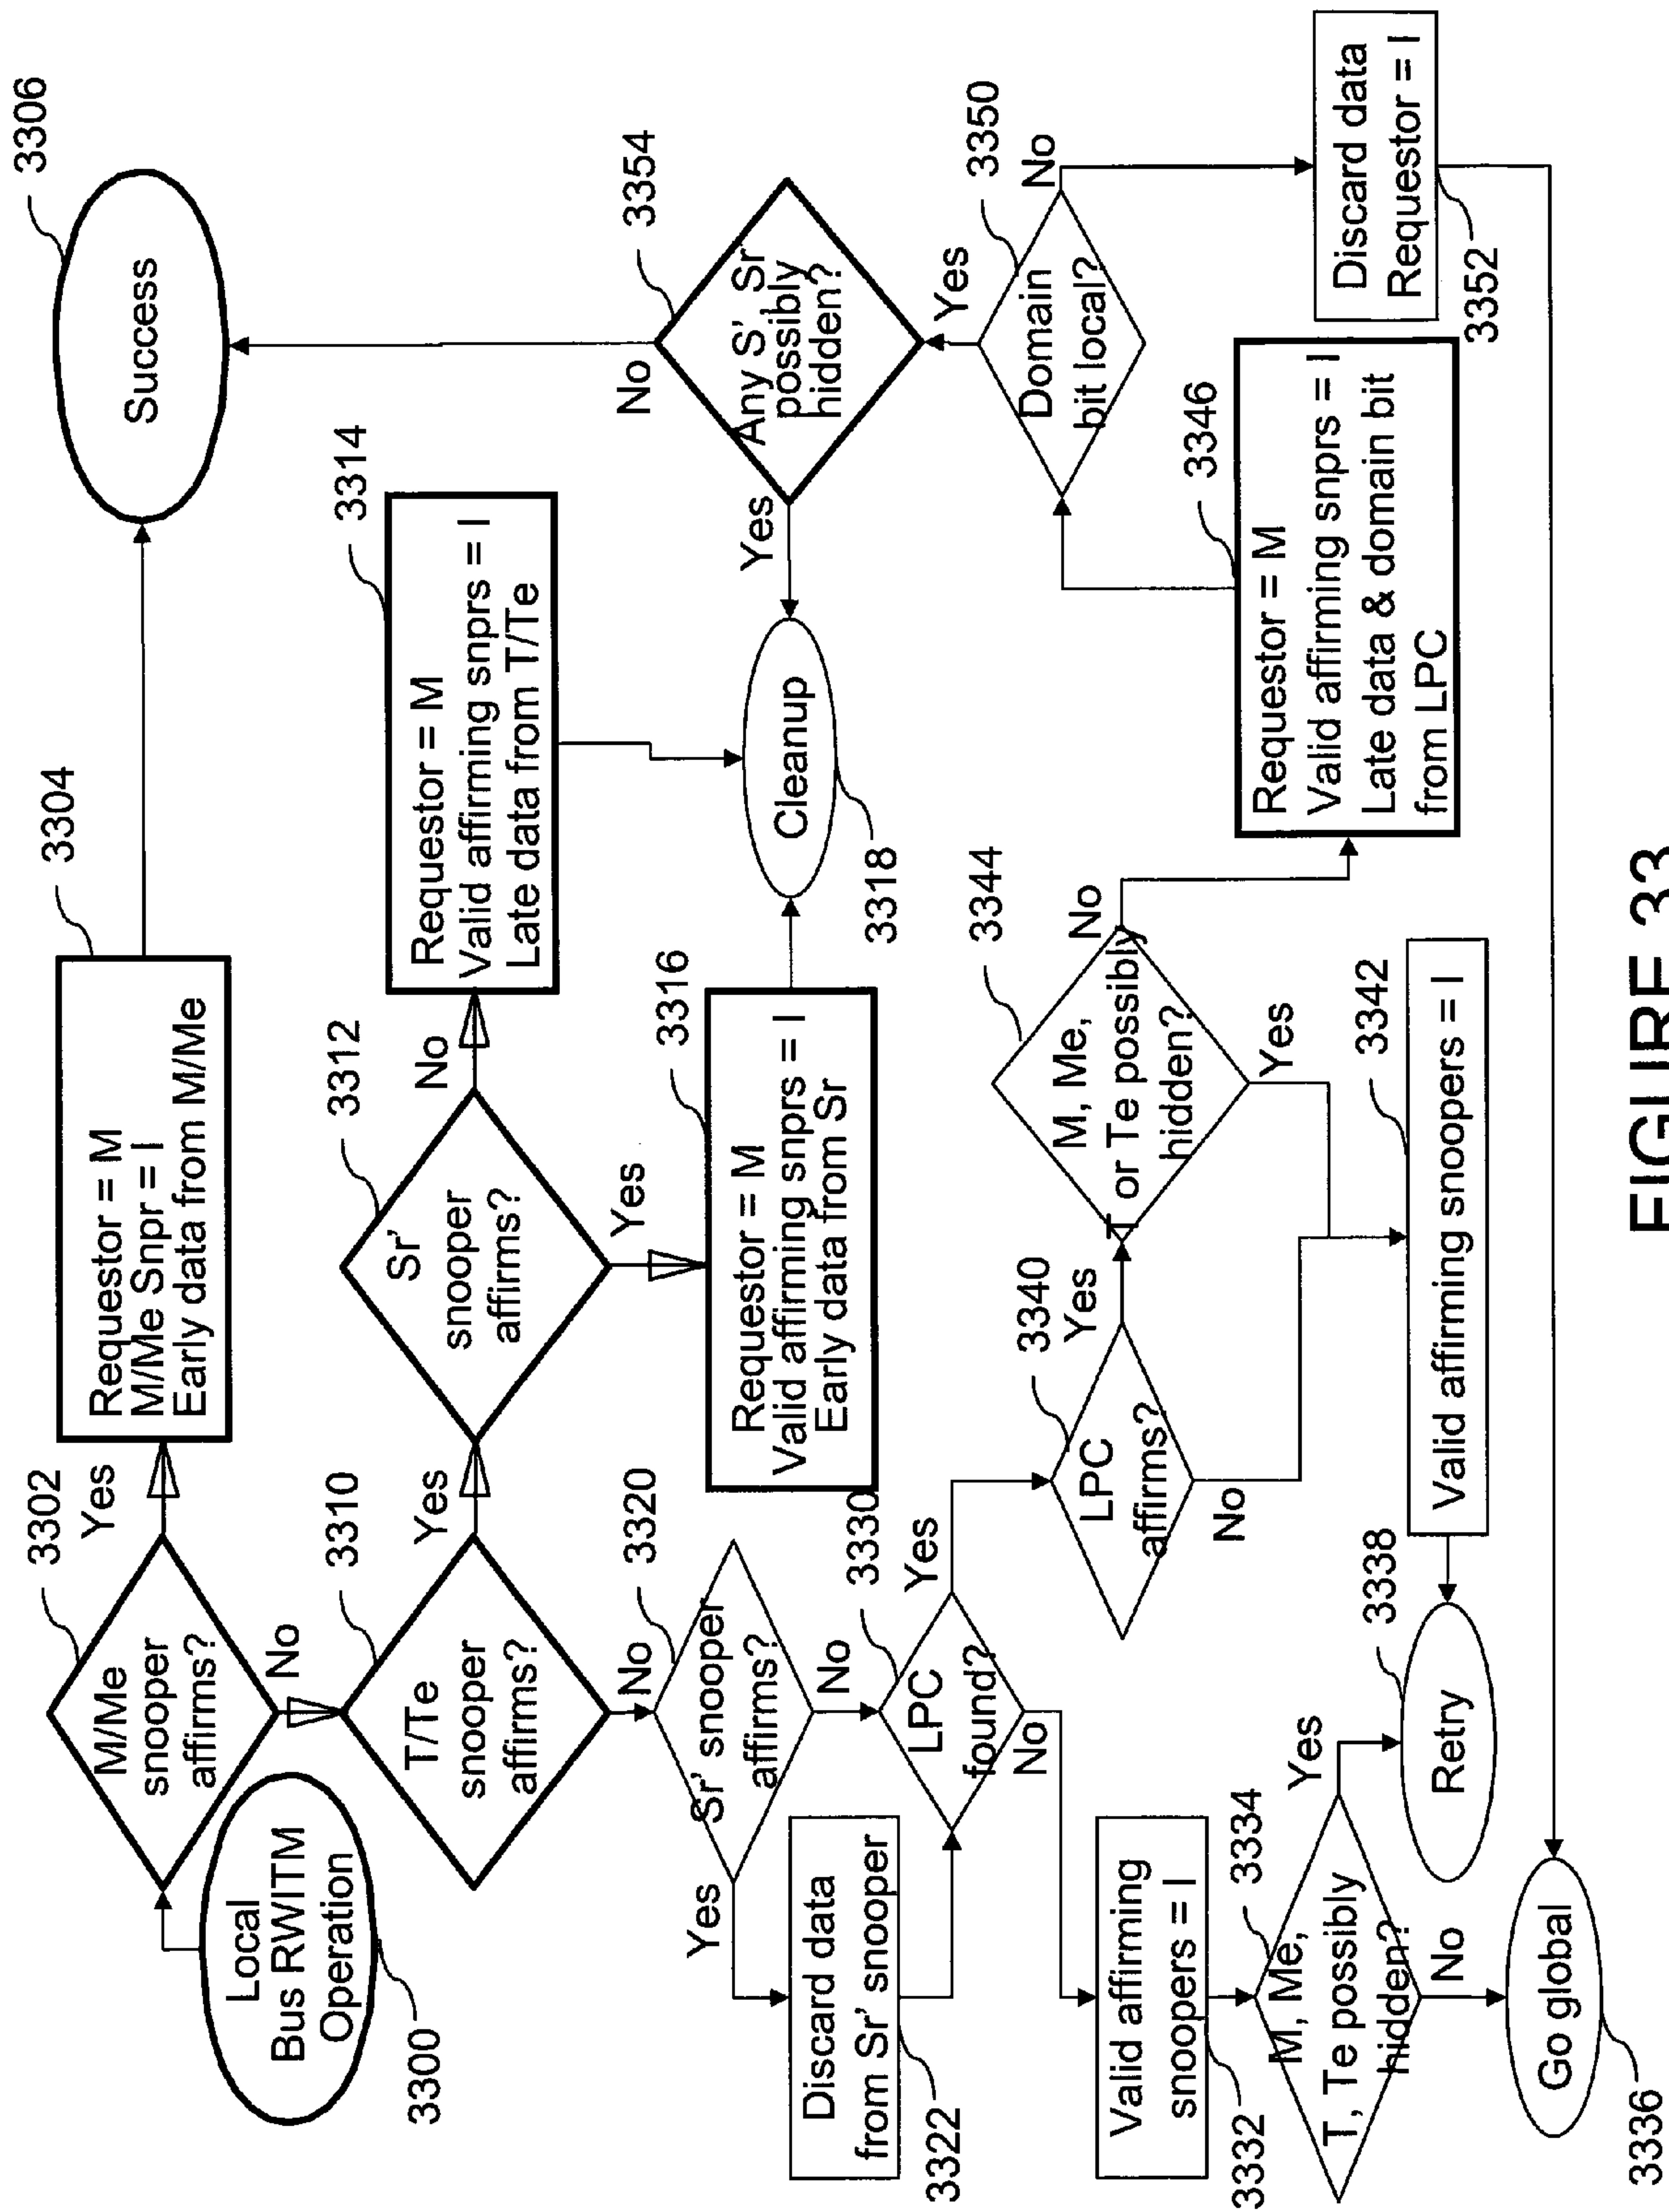 3300
Local
Bus RWITM
Operation
3302
M/Me
snooper
affirms?
Yes
No
3304
Requestor = M
M/Me Snpr = I
Early data from M/Me
3306
Success
3310
T/Te
snooper
affirms?
Yes
No
3312
Sr'
snooper
affirms?
No
Yes
3314
Requestor = M
Valid affirming snprs = I
Late data from T/Te
3316
Requestor = M
Valid affirming snprs = I
Early data from Sr
Cleanup
3318
3320
Sr' snooper
affirms?
Yes
No
Discard data
from Sr' snooper
3322
3330
LPC
found?
Yes
No
Valid affirming
snoopers = I
3332
3334
M, Me,
T, Te possibly
hidden?
Yes
No
Go global
3336
3338
Retry
3340
LPC
affirms?
Yes
No
3342
Valid affirming snoopers = I
3344
M, Me,
T or Te possibly
hidden?
No
Yes
3346
Requestor = M
Valid affirming snprs = I
Late data & domain bit
from LPC
3350
Domain
bit local?
Yes
No
Discard data
Requestor = I
3352
3354
Any S', Sr
possibly
hidden?
No
Yes
FIGURE 33